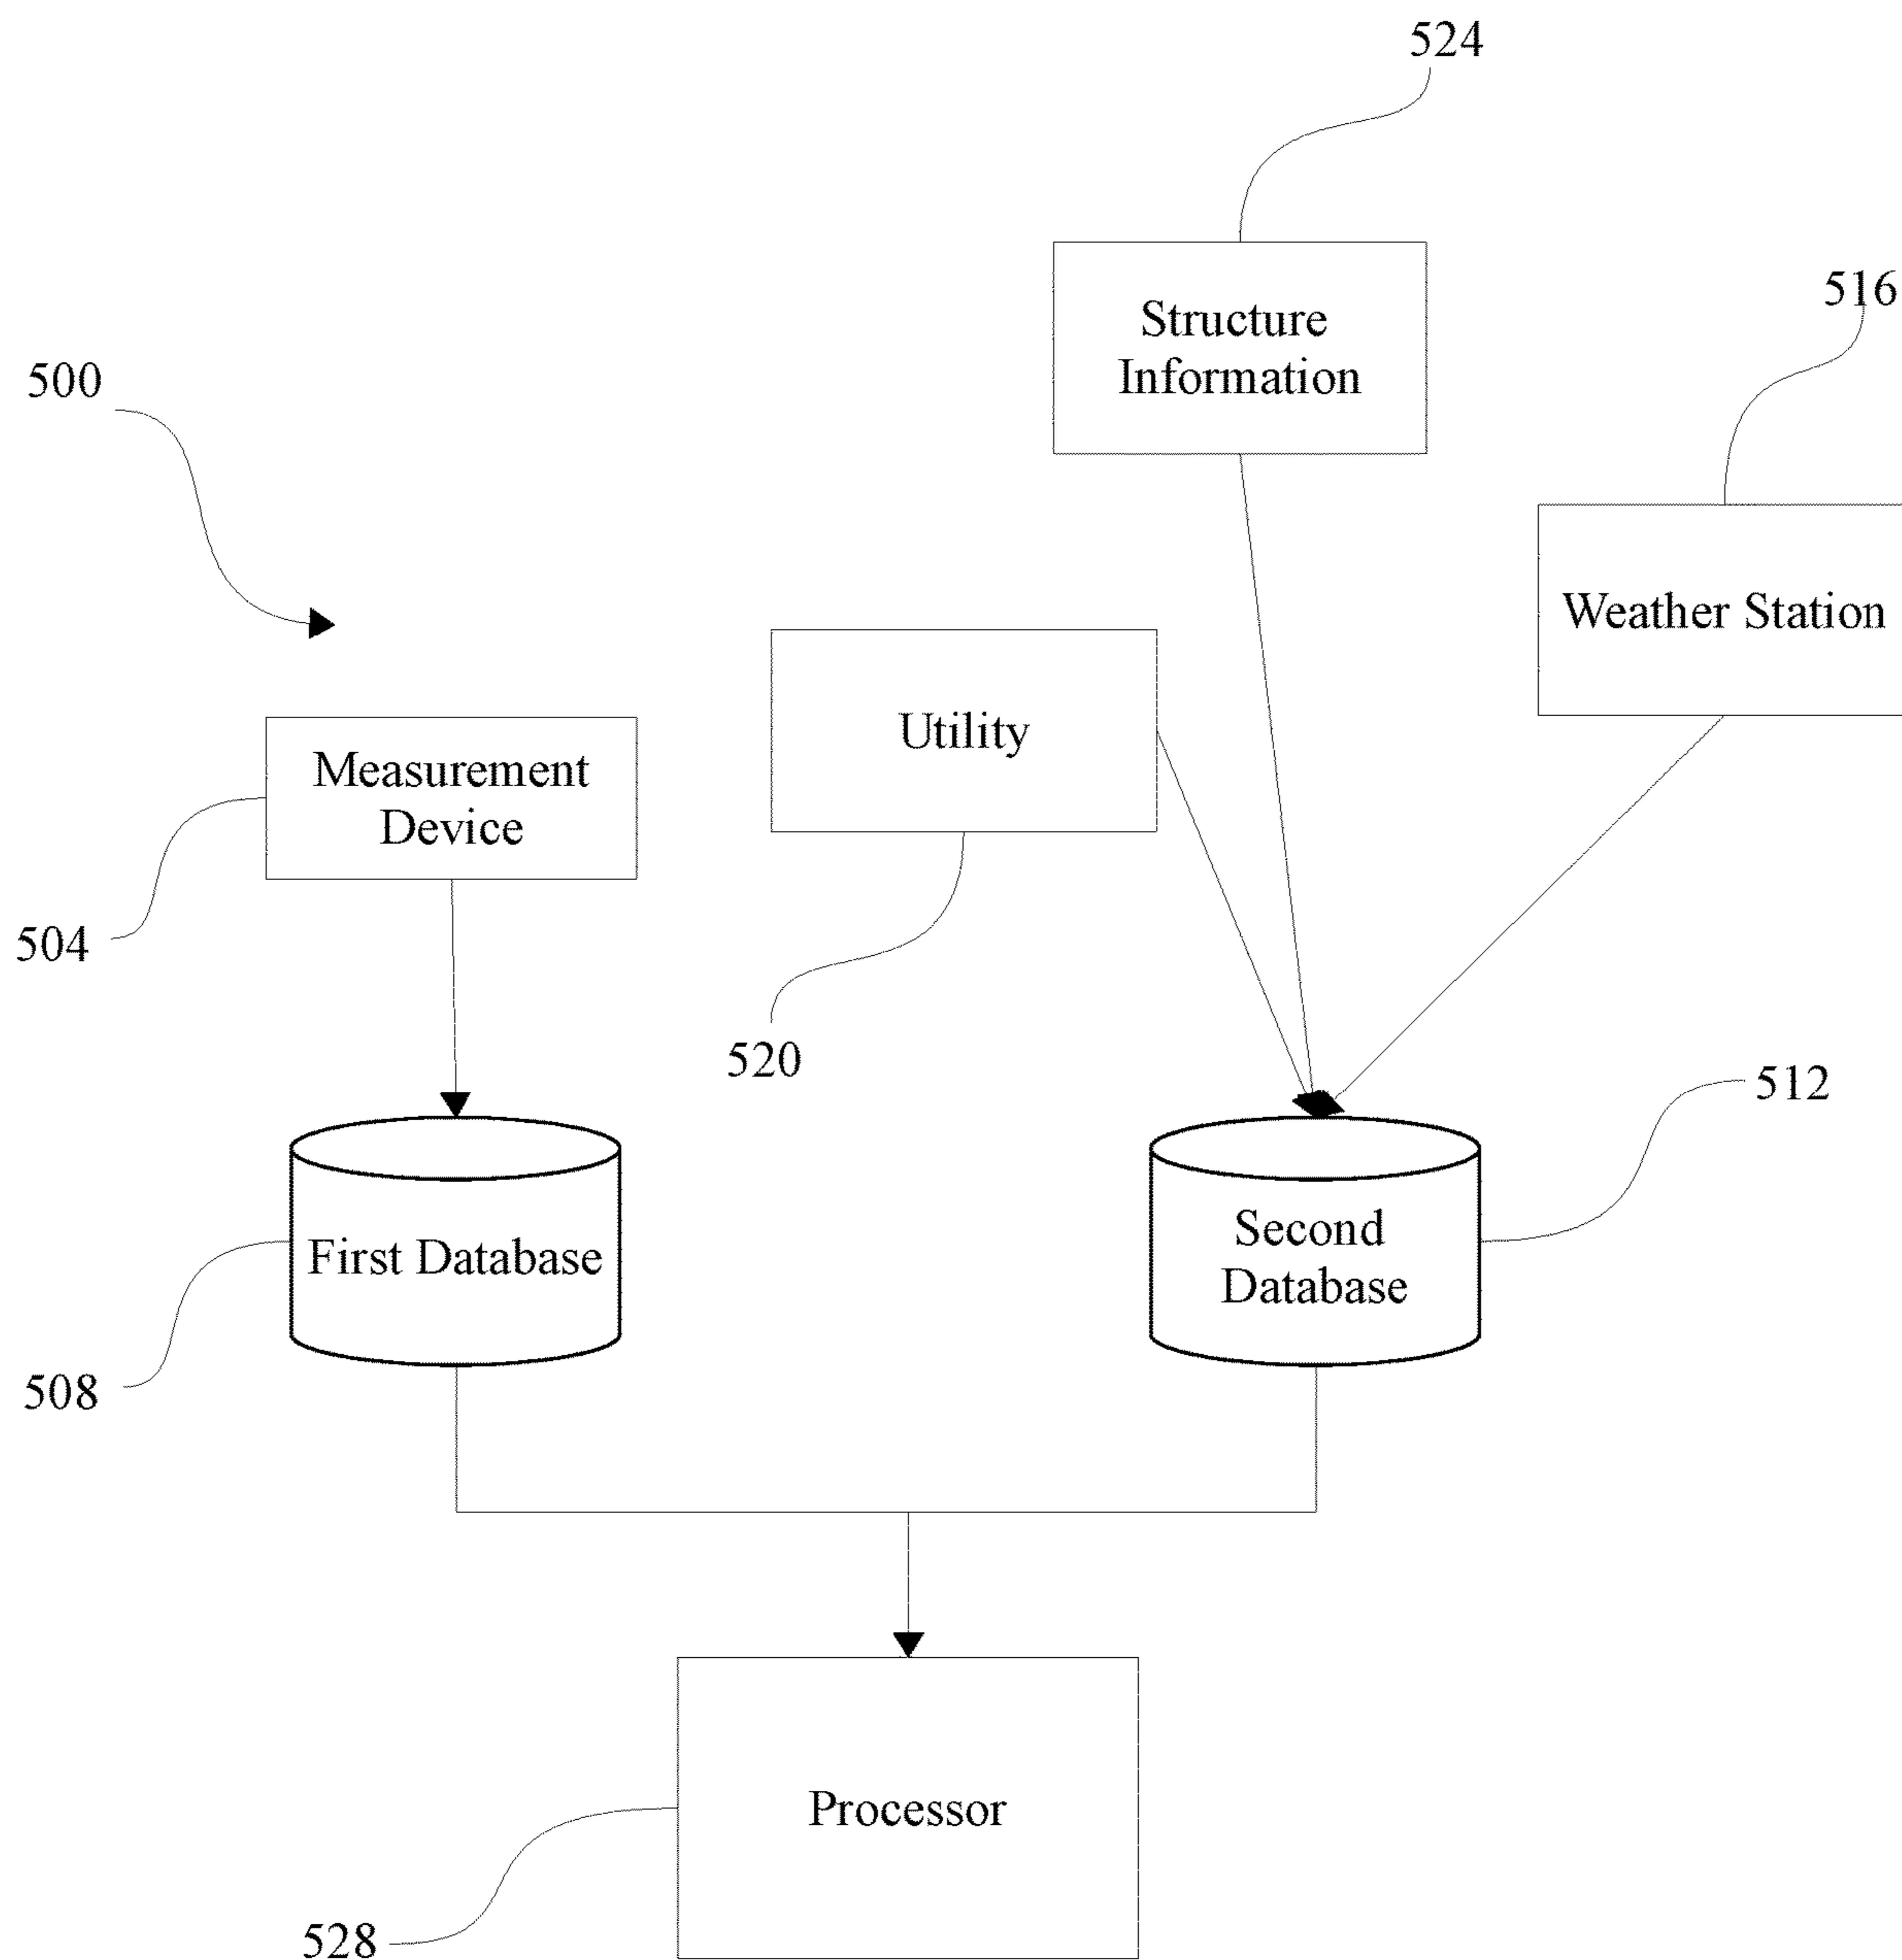 524
516
Structure
Information
500
Weather Station
Utility
Measurement
Device
504
520
512
Second
Database
First Database
508
Processor
528